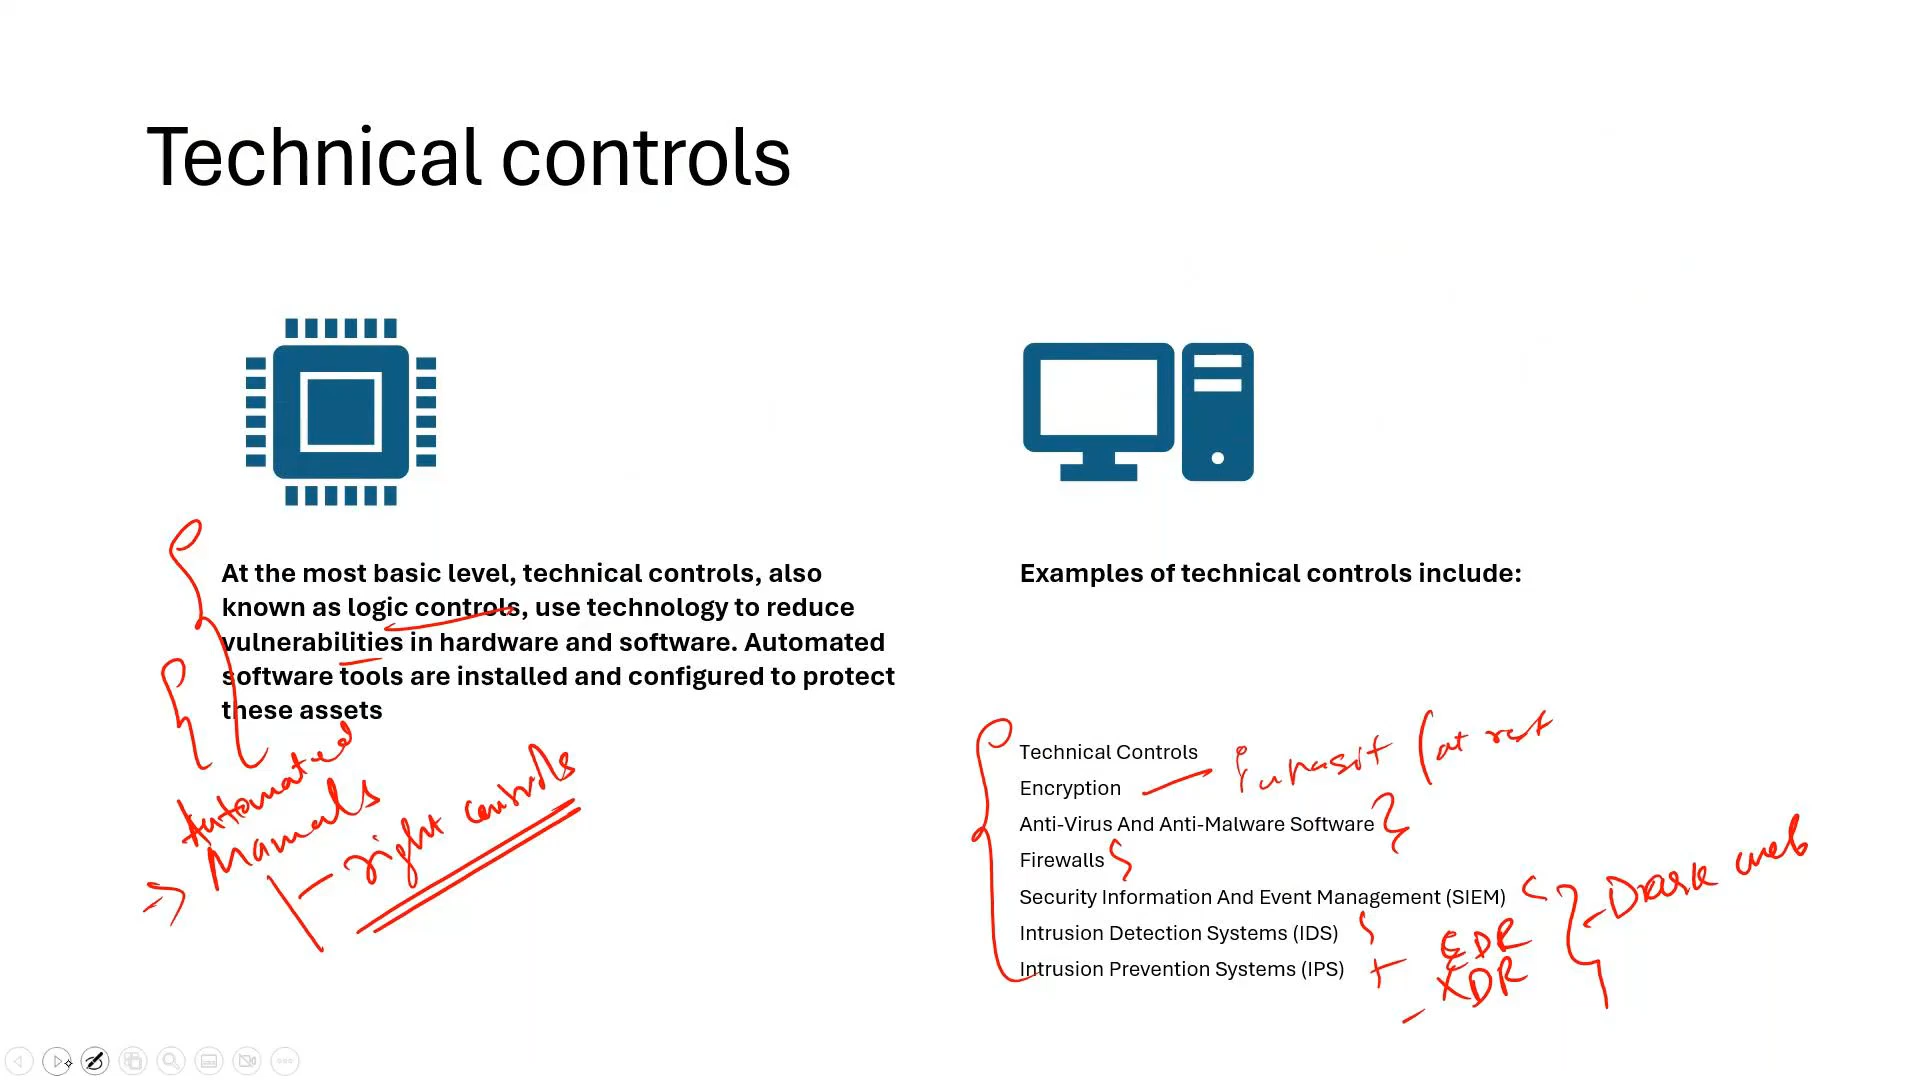 Technical controls
At the most basic level, technical controls, also
known as logic controls, use technology to reduce
vulnerabilities in hardware and software. Automated
software tools are installed and configured to protect
these assets
Automated
Manuals
- right controls
Examples of technical controls include:
Technical Controls
Encryption
(at rest
Anti-Virus And Anti-Malware Software
Firewalls
Security Information And Event Management (SIEM)
Dark web
Intrusion Detection Systems (IDS)
EDR
Intrusion Prevention Systems (IPS)
XDR